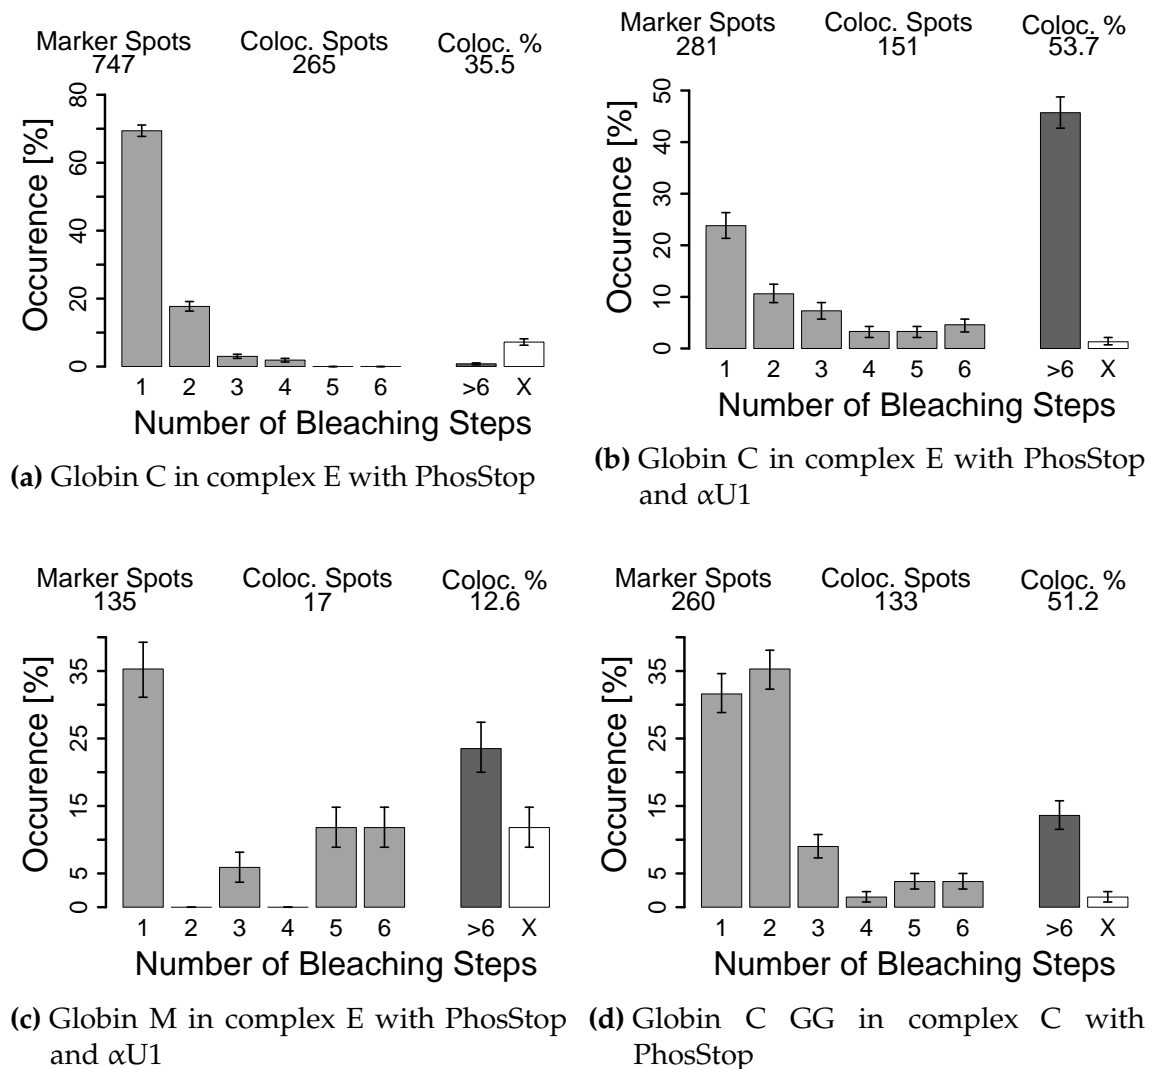 Marker Spots Coloc. Spots Coloc. %
747 265 35.5
Occurence [%]
80
60
40
20
0
1 2 3 4 5 6 >6 X
Number of Bleaching Steps
(a) Globin C in complex E with PhosStop
Marker Spots Coloc. Spots Coloc. %
281 151 53.7
Occurence [%]
50
40
30
20
10
0
1 2 3 4 5 6 >6 X
Number of Bleaching Steps
(b) Globin C in complex E with PhosStop
and αU1
Marker Spots Coloc. Spots Coloc. %
135 17 12.6
Occurence [%]
35
25
15
5
0
1 2 3 4 5 6 >6 X
Number of Bleaching Steps
(c) Globin M in complex E with PhosStop
and αU1
Marker Spots Coloc. Spots Coloc. %
260 133 51.2
Occurence [%]
35
25
15
5
0
1 2 3 4 5 6 >6 X
Number of Bleaching Steps
(d) Globin C GG in complex C with
PhosStop